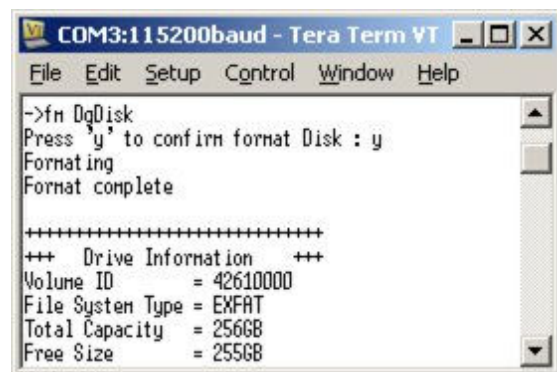 COM3:115200baud - Tera Term VT
File Edit Setup Control Window Help
->fm DgDisk
Press 'y' to confirm format Disk : y
Formating
Format complete
++++++++++++++++++++++++++++++++
+++ Drive Information +++
Volume ID = 42610000
File System Type = EXFAT
Total Capacity = 256GB
Free Size = 255GB